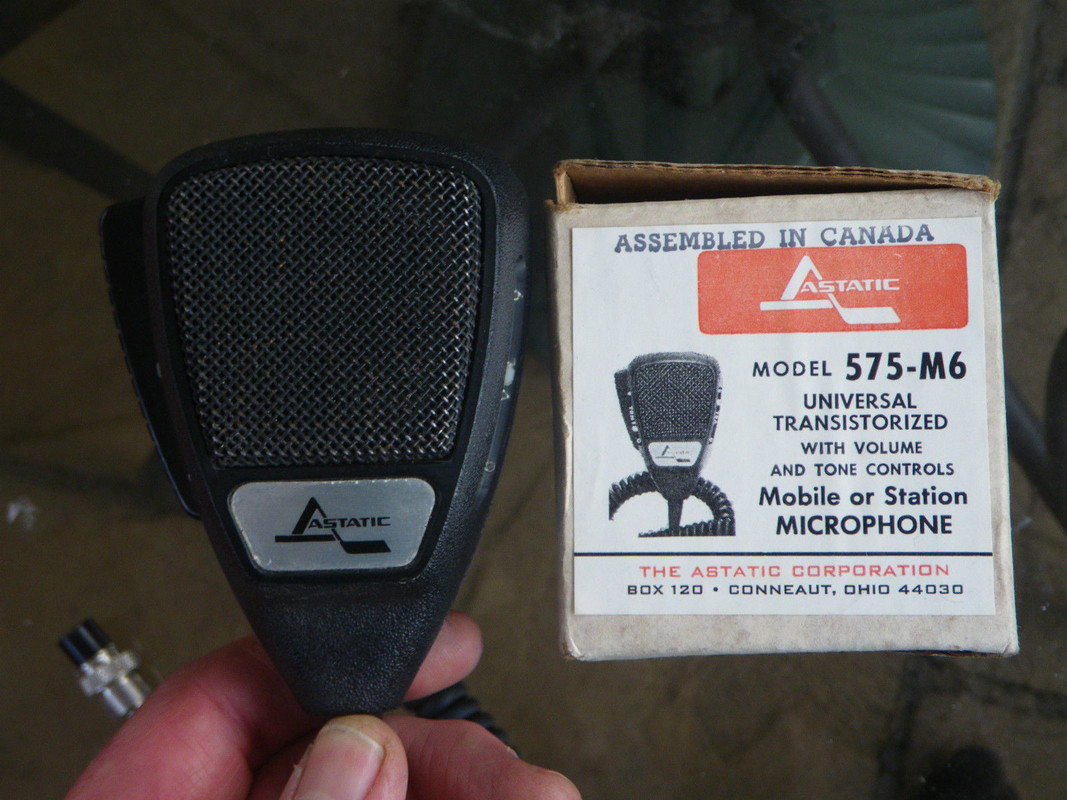 ASTATIC
ASSEMBLED IN CANADA
ASTATIC
MODEL 575-M6
UNIVERSAL
TRANSISTORIZED
WITH VOLUME
AND TONE CONTROLS
Mobile or Station
MICROPHONE
THE ASTATIC CORPORATION
BOX 120 • CONNEAUT, OHIO 44030